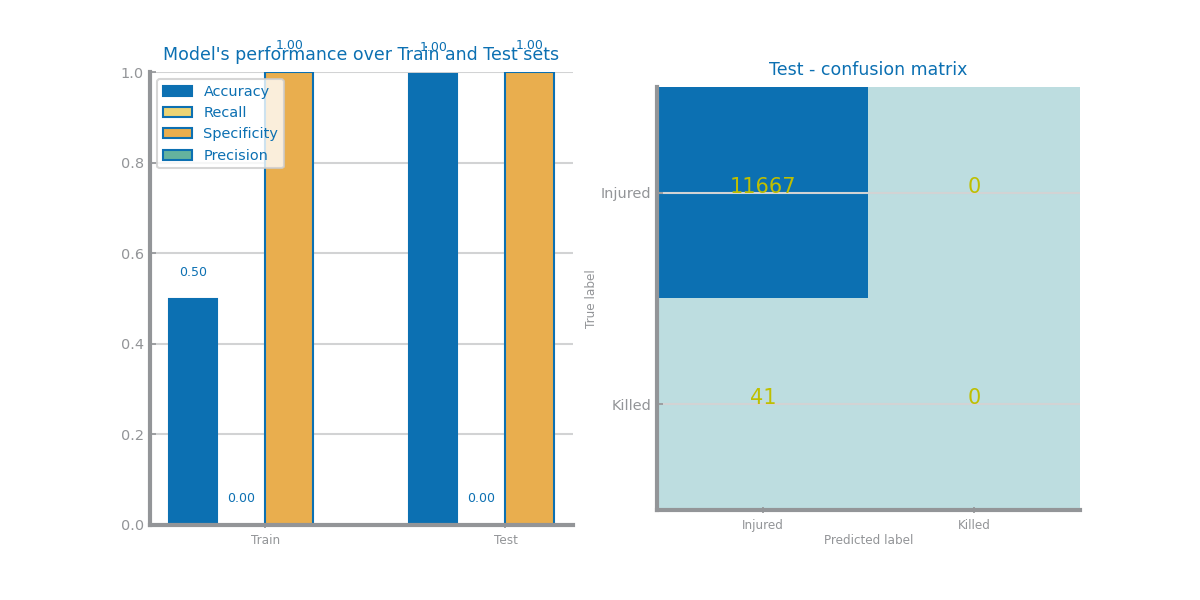 Model's performance over Train and Test sets
1.00
1.00
1.00
1.0
0.8
0.6
0.4
0.2
0.0
Accuracy
Recall
Specificity
Precision
0.50
0.00
0.00
Train
Test
Test - confusion matrix
True label
Injured
Killed
11667
0
41
0
Injured
Killed
Predicted label